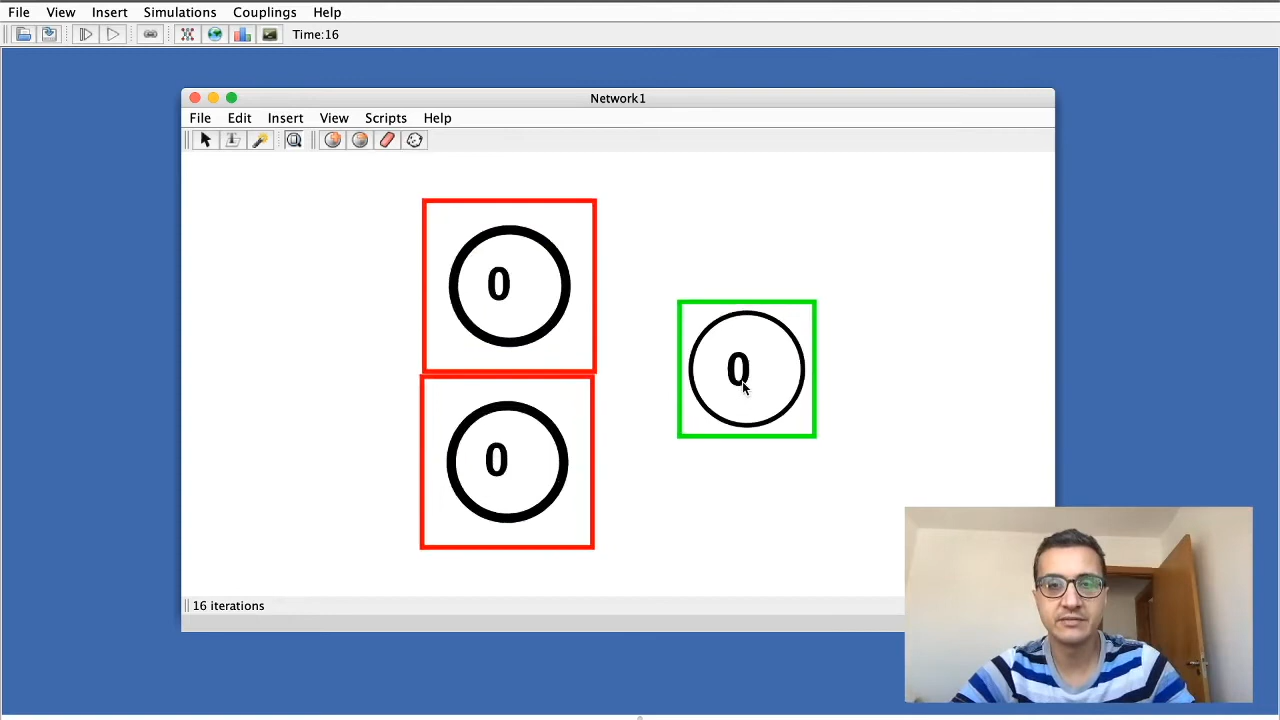 File View Insert Simulations Couplings Help
Time:16
Network1
File Edit Insert View Scripts Help
0
0
0
16 iterations